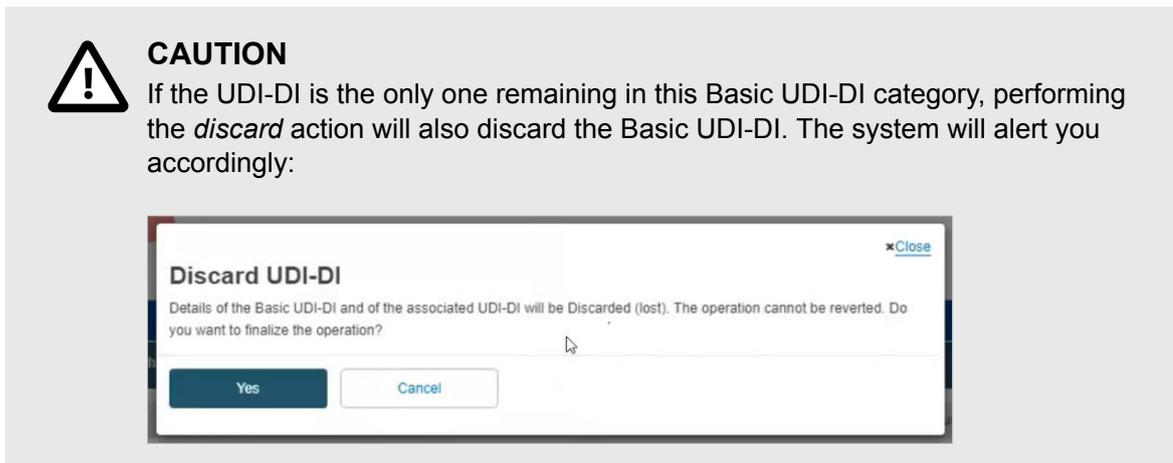 CAUTION
If the UDI-DI is the only one remaining in this Basic UDI-DI category, performing
the discard action will also discard the Basic UDI-DI. The system will alert you
accordingly:
×Close
Discard UDI-DI
Details of the Basic UDI-DI and of the associated UDI-DI will be Discarded (lost). The operation cannot be reverted. Do
you want to finalize the operation?
Yes
Cancel